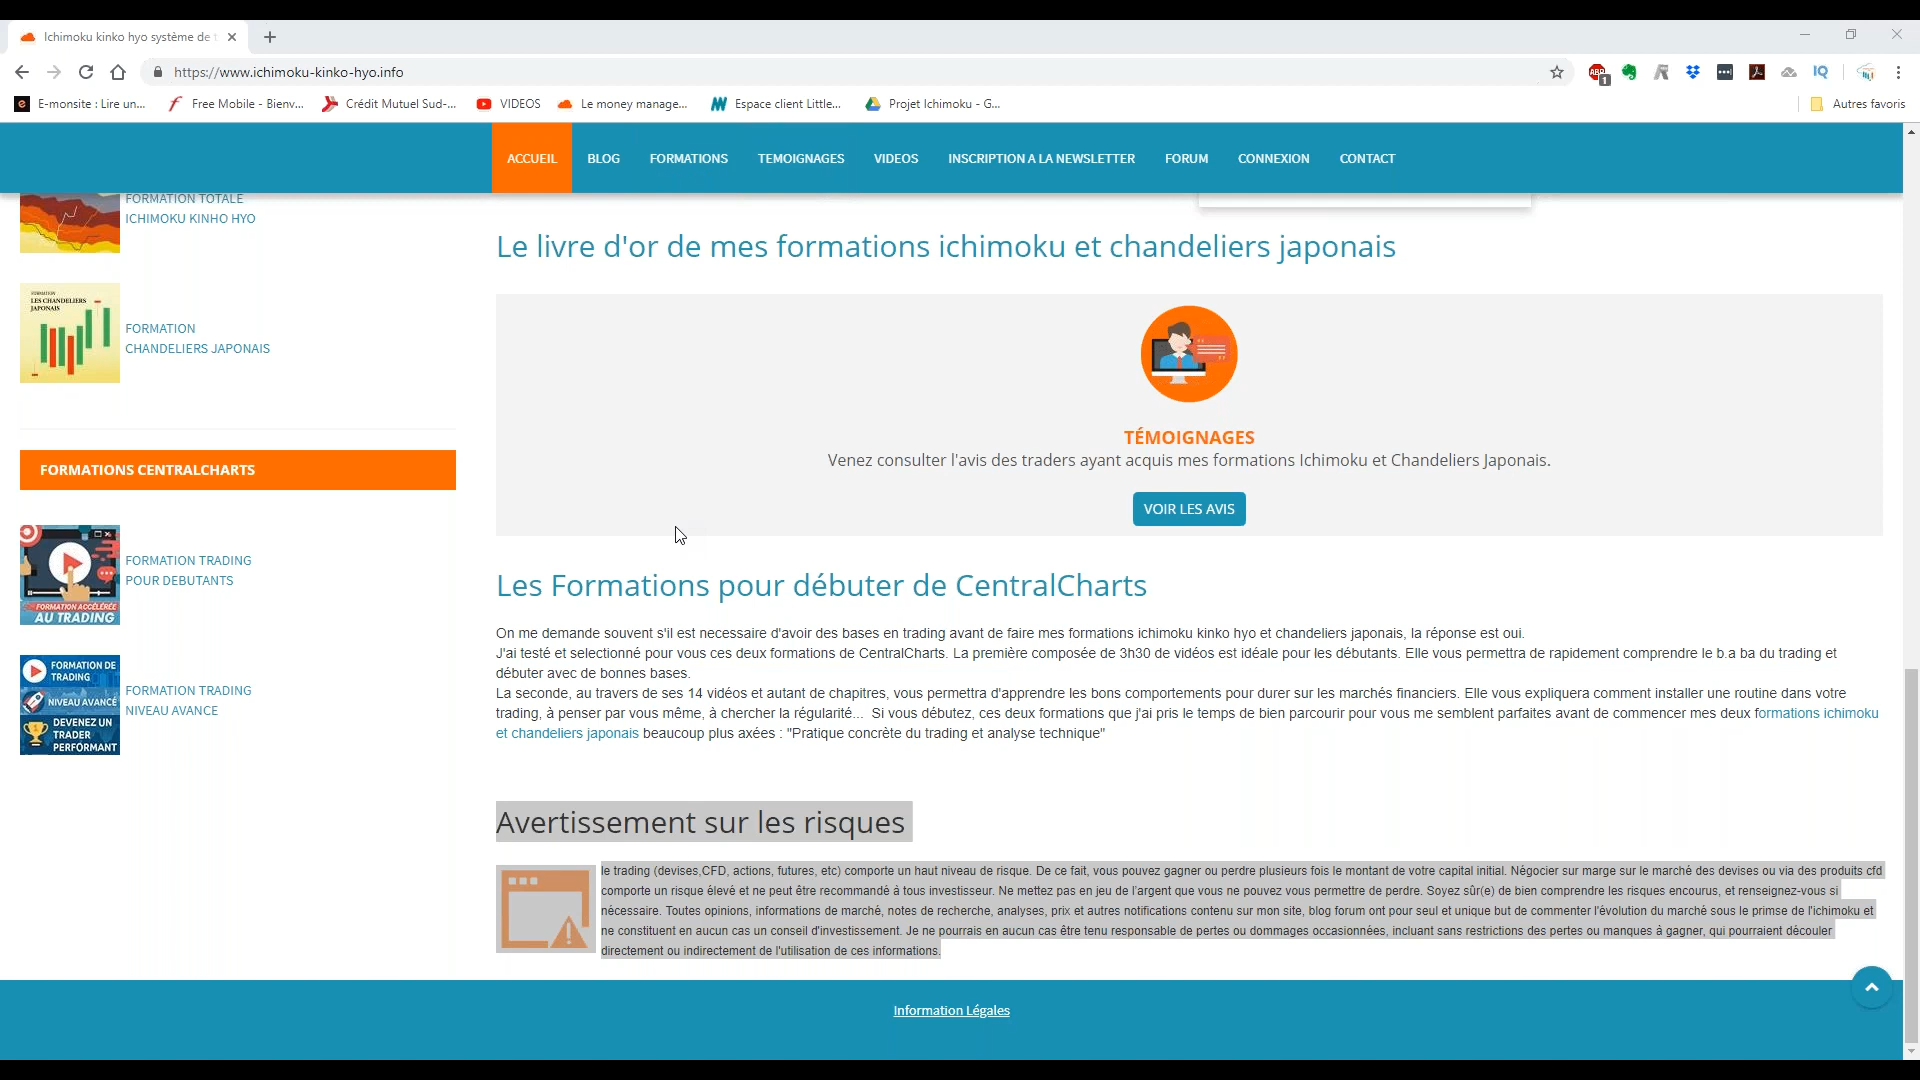 Ichimoku kinko hyo système de t
https://www.ichimoku-kinko-hyo.info
ABP
1
IQ
E-monsite : Lire un...
Free Mobile - Bienv...
Crédit Mutuel Sud-...
VIDEOS
Le money manage...
Espace client Little...
Projet Ichimoku - G...
Autres favoris
ACCUEIL
BLOG
FORMATIONS
TEMOIGNAGES
VIDEOS
INSCRIPTION A LA NEWSLETTER
FORUM
CONNEXION
CONTACT
FORMATION TOTALE
ICHIMOKU KINHO HYO
FORMATION
LES CHANDELIERS
JAPONAIS
FORMATION
CHANDELIERS JAPONAIS
FORMATIONS CENTRALCHARTS
FORMATION ACCÉLÉRÉE
AU TRADING
FORMATION TRADING
POUR DEBUTANTS
FORMATION DE
TRADING
NIVEAU AVANCÉ
DEVENEZ UN
TRADER
PERFORMANT
FORMATION TRADING
NIVEAU AVANCE
Le livre d'or de mes formations ichimoku et chandeliers japonais
TÉMOIGNAGES
Venez consulter l'avis des traders ayant acquis mes formations Ichimoku et Chandeliers Japonais.
VOIR LES AVIS
Les Formations pour débuter de CentralCharts
On me demande souvent s'il est necessaire d'avoir des bases en trading avant de faire mes formations ichimoku kinko hyo et chandeliers japonais, la réponse est oui.
J'ai testé et selectionné pour vous ces deux formations de CentralCharts. La première composée de 3h30 de vidéos est idéale pour les débutants. Elle vous permettra de rapidement comprendre le b.a ba du trading et
débuter avec de bonnes bases.
La seconde, au travers de ses 14 vidéos et autant de chapitres, vous permettra d'apprendre les bons comportements pour durer sur les marchés financiers. Elle vous expliquera comment installer une routine dans votre
trading, à penser par vous même, à chercher la régularité... Si vous débutez, ces deux formations que j'ai pris le temps de bien parcourir pour vous me semblent parfaites avant de commencer mes deux formations ichimoku
et chandeliers japonais beaucoup plus axées : "Pratique concrète du trading et analyse technique"
Avertissement sur les risques
le trading (devises,CFD, actions, futures, etc) comporte un haut niveau de risque. De ce fait, vous pouvez gagner ou perdre plusieurs fois le montant de votre capital initial. Négocier sur marge sur le marché des devises ou via des produits cfd
comporte un risque élevé et ne peut être recommandé à tous investisseur. Ne mettez pas en jeu de l'argent que vous ne pouvez vous permettre de perdre. Soyez sûr(e) de bien comprendre les risques encourus, et renseignez-vous si
nécessaire. Toutes opinions, informations de marché, notes de recherche, analyses, prix et autres notifications contenu sur mon site, blog forum ont pour seul et unique but de commenter l'évolution du marché sous le primse de l'ichimoku et
ne constituent en aucun cas un conseil d'investissement. Je ne pourrais en aucun cas être tenu responsable de pertes ou dommages occasionnées, incluant sans restrictions des pertes ou manques à gagner, qui pourraient découler
directement ou indirectement de l'utilisation de ces informations.
Information Légales